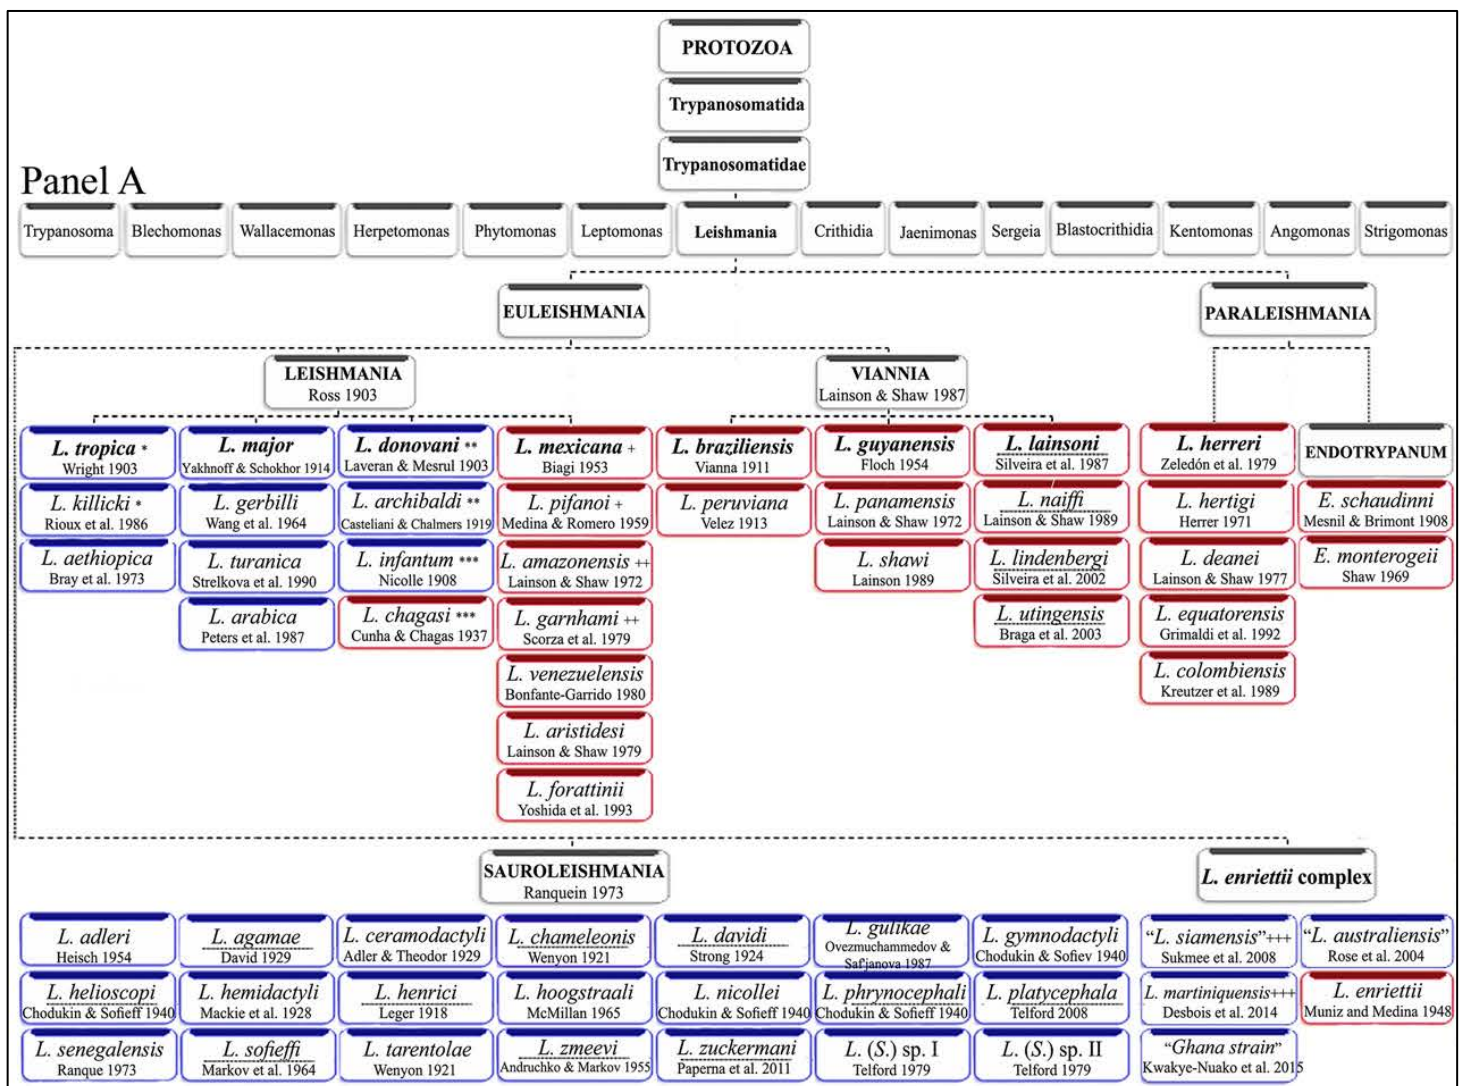 PROTOZOA
Trypanosomatida
Trypanosomatidae
Panel A
Trypanosoma
Blechomonas
Wallacemonas
Herpetomonas
Phytomonas
Leptomonas
Leishmania
Crithidia
Jaenimonas
Sergeia
Blastocrithidia
Kentomonas
Angomonas
Strigomonas
EULEISHMANIA
PARALEISHMANIA
LEISHMANIA
Ross 1903
VIANNIA
Lainson & Shaw 1987
L. tropica *
Wright 1903
L. killicki *
Rioux et al. 1986
L. aethiopica
Bray et al. 1973
L. major
Yakhnoff & Schokhor 1914
L. gerbilli
Wang et al. 1964
L. turanica
Strelkova et al. 1990
L. arabica
Peters et al. 1987
L. donovani **
Laveran & Mesrul 1903
L. archibaldi **
Casteliani & Chalmers 1919
L. infantum ***
Nicolle 1908
L. chagasi ***
Cunha & Chagas 1937
L. mexicana +
Biagi 1953
L. pifanoi +
Medina & Romero 1959
L. amazonensis ++
Lainson & Shaw 1972
L. garnhami ++
Scorza et al. 1979
L. venezuelensis
Bonfante-Garrido 1980
L. aristidesi
Lainson & Shaw 1979
L. forattinii
Yoshida et al. 1993
L. braziliensis
Vianna 1911
L. peruviana
Velez 1913
L. guyanensis
Floch 1954
L. panamensis
Lainson & Shaw 1972
L. shawi
Lainson 1989
L. lainsoni
Silveira et al. 1987
L. naiffi
Lainson & Shaw 1989
L. lindenbergi
Silveira et al. 2002
L. utingensis
Braga et al. 2003
L. herreri
Zeledón et al. 1979
L. hertigi
Herrer 1971
L. deanei
Lainson & Shaw 1977
L. equatorensis
Grimaldi et al. 1992
L. colombiensis
Kreutzer et al. 1989
ENDOTRYPANUM
E. schaudinni
Mesnil & Brimont 1908
E. monterogeii
Shaw 1969
SAUROLEISHMANIA
Ranquein 1973
L. enriettii complex
L. adleri
Heisch 1954
L. agamae
David 1929
L. ceramodactyli
Adler & Theodor 1929
L. chameleonis
Wenyon 1921
L. davidi
Strong 1924
L. gulikae
Ovezmuchammedov &
Saf'janova 1987
L. gymnodactyli
Chodukin & Sofiev 1940
"L. siamensis"+++
Sukmee et al. 2008
"L. australiensis"
Rose et al. 2004
L. helioscopi
Chodukin & Sofieff 1940
L. hemidactyli
Mackie et al. 1928
L. henrici
Leger 1918
L. hoogstraali
McMillan 1965
L. nicollei
Chodukin & Sofieff 1940
L. phrynocephali
Chodukin & Sofieff 1940
L. platycephala
Telford 2008
L. martiniquensis+++
Desbois et al. 2014
L. enriettii
Muniz and Medina 1948
L. senegalensis
Ranque 1973
L. sofieffi
Markov et al. 1964
L. tarentolae
Wenyon 1921
L. zmeevi
Andruchko & Markov 1955
L. zuckermani
Paperna et al. 2011
L. (S.) sp. I
Telford 1979
L. (S.) sp. II
Telford 1979
"Ghana strain"
Kwakye-Nuako et al. 2015